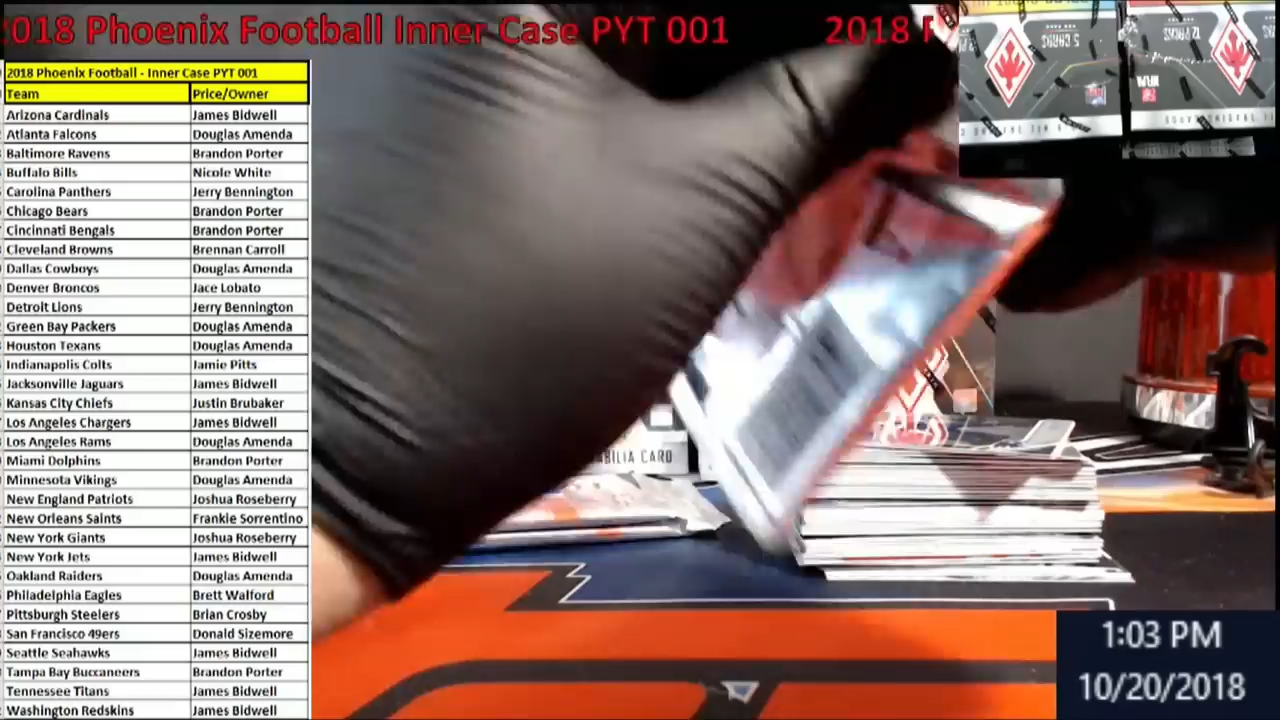 2018 Phoenix Football Inner Case PYT 001
2018
2018 Phoenix Football - Inner Case PYT 001
Team Price/Owner
Arizona Cardinals James Bidwell
Atlanta Falcons Douglas Amenda
Baltimore Ravens Brandon Porter
Buffalo Bills Nicole White
Carolina Panthers Jerry Bennington
Chicago Bears Brandon Porter
Cincinnati Bengals Brandon Porter
Cleveland Browns Brennan Carroll
Dallas Cowboys Douglas Amenda
Denver Broncos Jace Lobato
Detroit Lions Jerry Bennington
Green Bay Packers Douglas Amenda
Houston Texans Douglas Amenda
Indianapolis Colts Jamie Pitts
Jacksonville Jaguars James Bidwell
Kansas City Chiefs Justin Brubaker
Los Angeles Chargers James Bidwell
Los Angeles Rams Douglas Amenda
Miami Dolphins Brandon Porter
Minnesota Vikings Douglas Amenda
New England Patriots Joshua Roseberry
New Orleans Saints Frankie Sorrentino
New York Giants Joshua Roseberry
New York Jets James Bidwell
Oakland Raiders Douglas Amenda
Philadelphia Eagles Brett Walford
Pittsburgh Steelers Brian Crosby
San Francisco 49ers Donald Sizemore
Seattle Seahawks James Bidwell
Tampa Bay Buccaneers Brandon Porter
Tennessee Titans James Bidwell
Washington Redskins James Bidwell
5 CARDS
12 PACKS
CARD
1:03 PM
10/20/2018